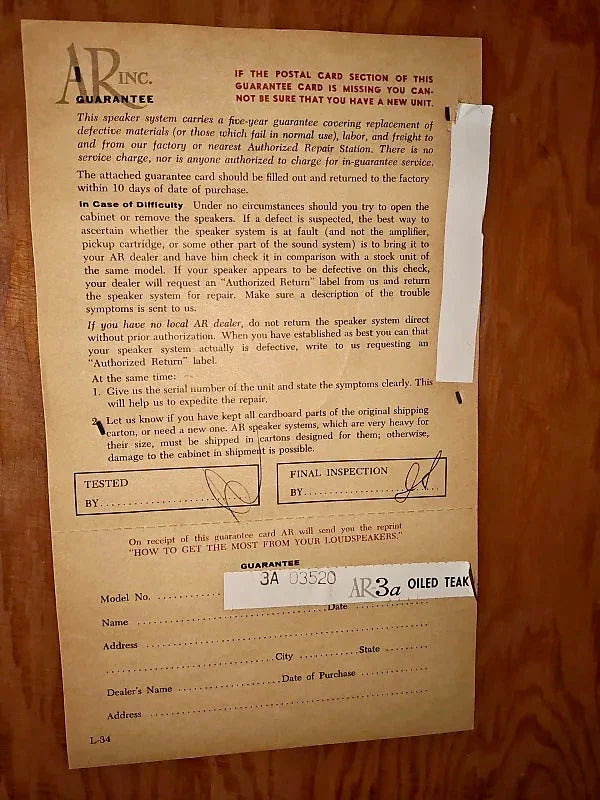 AR INC.
GUARANTEE
IF THE POSTAL CARD SECTION OF THIS
GUARANTEE CARD IS MISSING YOU CAN-
NOT BE SURE THAT YOU HAVE A NEW UNIT.
This speaker system carries a five-year guarantee covering replacement of
defective materials (or those which fail in normal use), labor, and freight to
and from our factory or nearest Authorized Repair Station. There is no
service charge, nor is anyone authorized to charge for in-guarantee service.
The attached guarantee card should be filled out and returned to the factory
within 10 days of date of purchase.
In Case of Difficulty Under no circumstances should you try to open the
cabinet or remove the speakers. If a defect is suspected, the best way to
ascertain whether the speaker system is at fault (and not the amplifier,
pickup cartridge, or some other part of the sound system) is to bring it to
your AR dealer and have him check it in comparison with a stock unit of
the same model. If your speaker appears to be defective on this check,
your dealer will request an "Authorized Return" label from us and return
the speaker system for repair. Make sure a description of the trouble
symptoms is sent to us.
If you have no local AR dealer, do not return the speaker system direct
without prior authorization. When you have established as best you can that
your speaker system actually is defective, write to us requesting an
"Authorized Return" label.
At the same time:
1. Give us the serial number of the unit and state the symptoms clearly. This
will help us to expedite the repair.
2. Let us know if you have kept all cardboard parts of the original shipping
carton, or need a new one. AR speaker systems, which are very heavy for
their size, must be shipped in cartons designed for them; otherwise,
damage to the cabinet in shipment is possible.
TESTED
BY
FINAL INSPECTION
BY
On receipt of this guarantee card AR will send you the reprint
"HOW TO GET THE MOST FROM YOUR LOUDSPEAKERS."
GUARANTEE
3A 03520 AR3a OILED TEAK
Model No.
Name Date
Address
City State
Dealer's Name Date of Purchase
Address
L-34